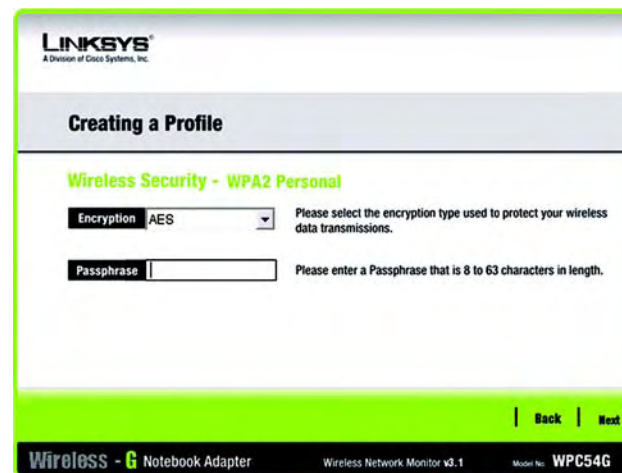 LINKSYS®
A Division of Cisco Systems, Inc.
Creating a Profile
Wireless Security - WPA2 Personal
Encryption AES
Please select the encryption type used to protect your wireless
data transmissions.
Passphrase
Please enter a Passphrase that is 8 to 63 characters in length.
Back Next
Wireless - G Notebook Adapter Wireless Network Monitor v3.1 Model No. WPC54G